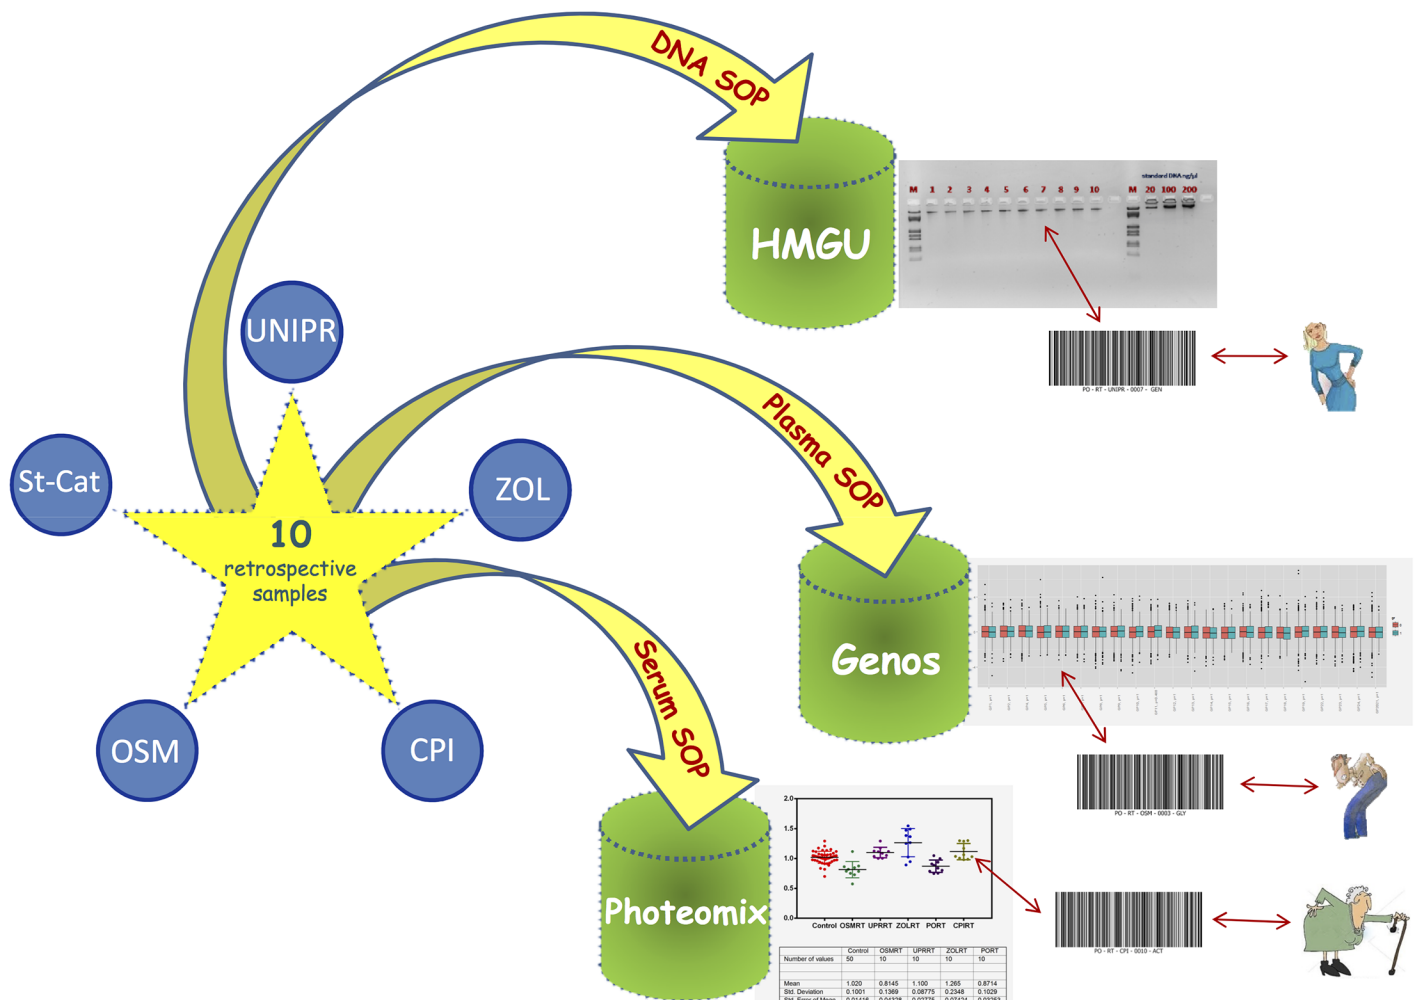 DNA SOP
HMGU
standard DNA ng/µl
M 1 2 3 4 5 6 7 8 9 10 M 20 100 200
PO - RT - UNIPR - 0007 - GEN
UNIPR
St-Cat
ZOL
10
retrospective
samples
OSM
CPI
Plasma SOP
Genos
PO - RT - OSM - 0003 - GLY
Serum SOP
Photeomix
2.0
1.5
1.0
0.5
0.0
Control OSMRT UPRRT ZOLRT PORT CPIRT
PO - RT - CPI - 0010 - ACT
Control OSMRT UPRRT ZOLRT PORT
Number of values 50 10 10 10 10
Mean 1.020 0.8145 1.100 1.265 0.8714
Std. Deviation 0.1001 0.1369 0.08775 0.2348 0.1029